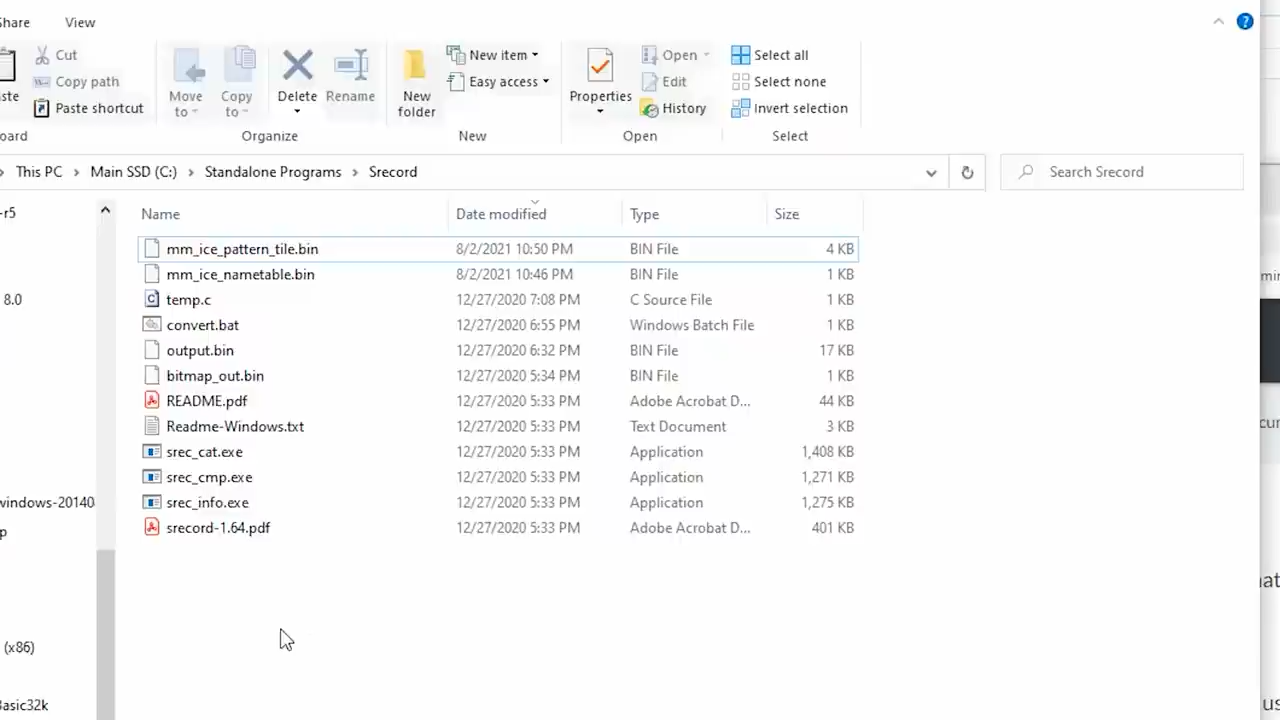 Share View
Cut
Copy path
Paste shortcut
Move to
Copy to
Delete
Rename
Organize
New folder
New item
Easy access
New
Properties
Open
Edit
History
Open
Select all
Select none
Invert selection
Select
This PC > Main SSD (C:) > Standalone Programs > Srecord
Search Srecord
-r5
8.0
windows-20140
p
(x86)
Basic32k
Name Date modified Type Size
mm_ice_pattern_tile.bin 8/2/2021 10:50 PM BIN File 4 KB
mm_ice_nametable.bin 8/2/2021 10:46 PM BIN File 1 KB
temp.c 12/27/2020 7:08 PM C Source File 1 KB
convert.bat 12/27/2020 6:55 PM Windows Batch File 1 KB
output.bin 12/27/2020 6:32 PM BIN File 17 KB
bitmap_out.bin 12/27/2020 5:34 PM BIN File 1 KB
README.pdf 12/27/2020 5:33 PM Adobe Acrobat D... 44 KB
Readme-Windows.txt 12/27/2020 5:33 PM Text Document 3 KB
srec_cat.exe 12/27/2020 5:33 PM Application 1,408 KB
srec_cmp.exe 12/27/2020 5:33 PM Application 1,271 KB
srec_info.exe 12/27/2020 5:33 PM Application 1,275 KB
srecord-1.64.pdf 12/27/2020 5:33 PM Adobe Acrobat D... 401 KB